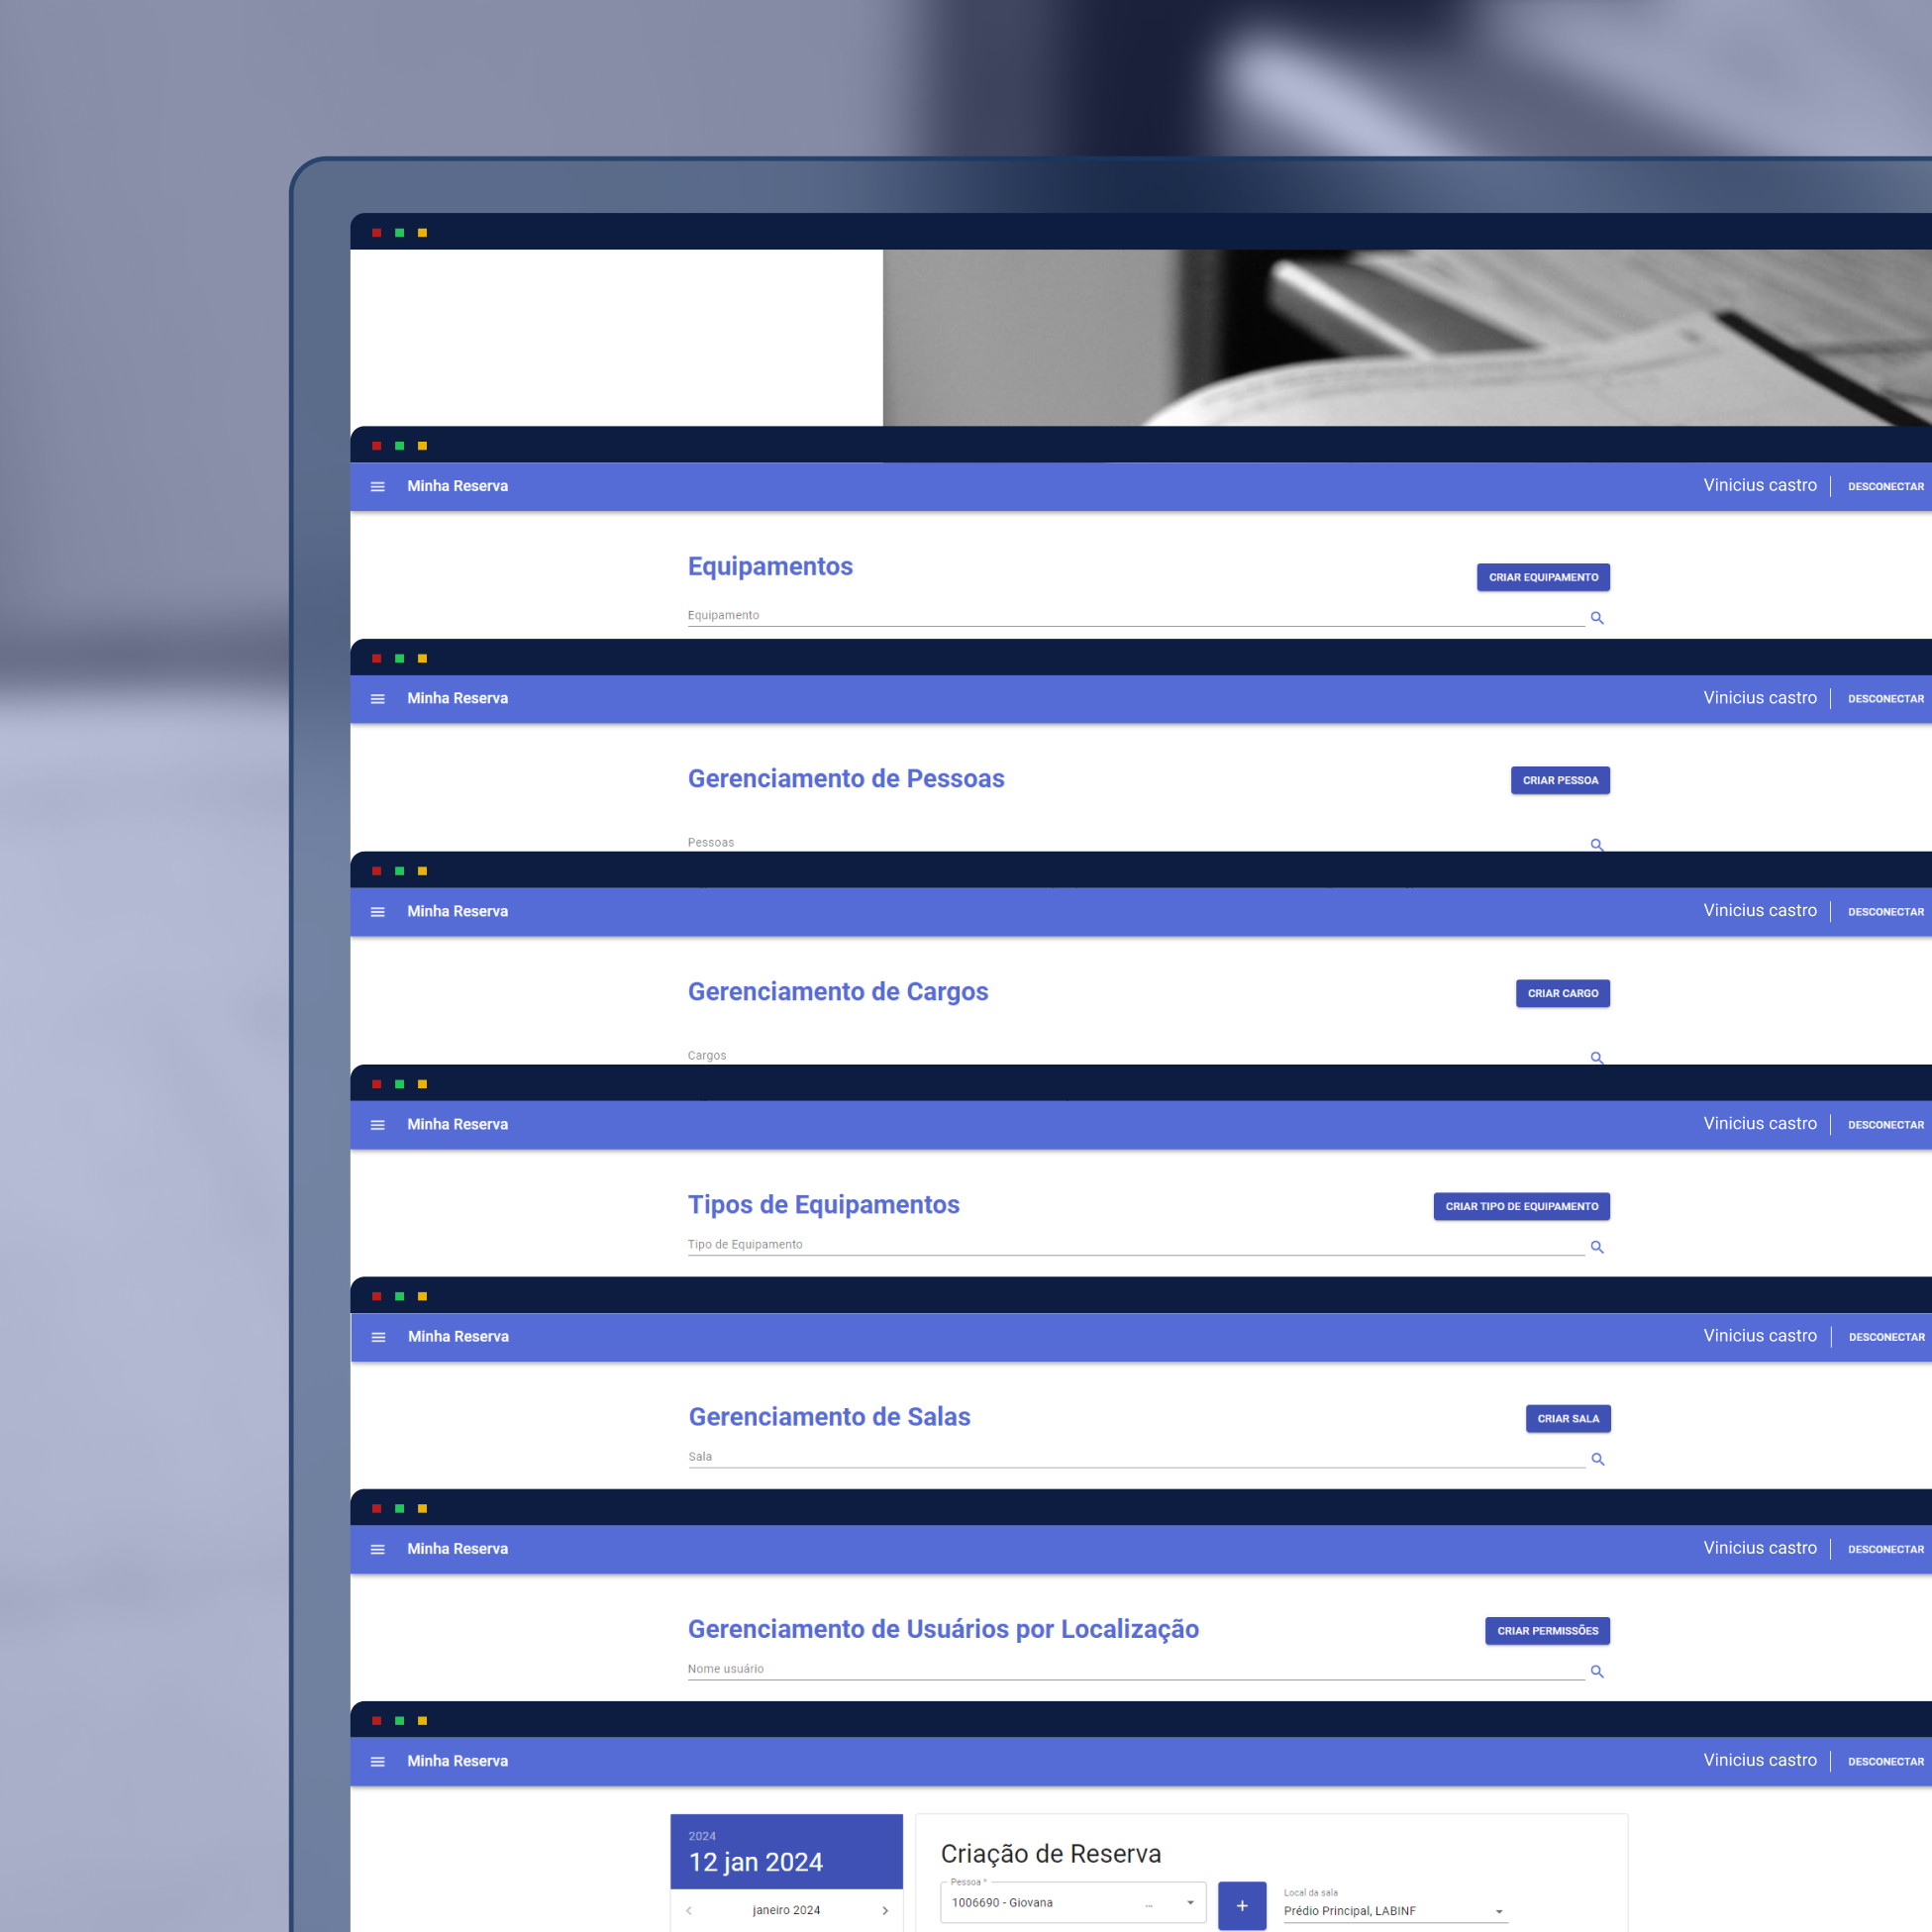 Minha Reserva Vinicius castro DESCONECTAR
Equipamentos CRIAR EQUIPAMENTO
Equipamento
Minha Reserva Vinicius castro DESCONECTAR
Gerenciamento de Pessoas CRIAR PESSOA
Pessoas
Minha Reserva Vinicius castro DESCONECTAR
Gerenciamento de Cargos CRIAR CARGO
Cargos
Minha Reserva Vinicius castro DESCONECTAR
Tipos de Equipamentos CRIAR TIPO DE EQUIPAMENTO
Tipo de Equipamento
Minha Reserva Vinicius castro DESCONECTAR
Gerenciamento de Salas CRIAR SALA
Sala
Minha Reserva Vinicius castro DESCONECTAR
Gerenciamento de Usuários por Localização CRIAR PERMISSÕES
Nome usuário
Minha Reserva Vinicius castro DESCONECTAR
2024
12 jan 2024
janeiro 2024
Criação de Reserva
Pessoa *
1006690 - Giovana ...
+
Local da sala
Prédio Principal, LABINF